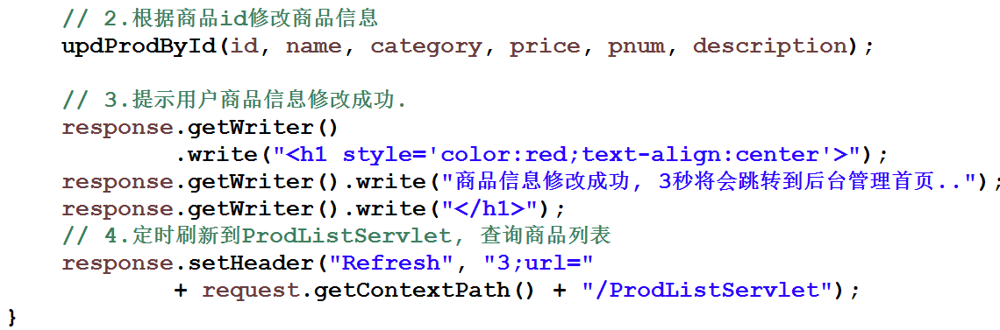 // 2.根据商品id修改商品信息
updProdById(id, name, category, price, pnum, description);
// 3.提示用户商品信息修改成功.
response.getWriter()
.write("<h1 style='color:red;text-align:center'>");
response.getWriter().write("商品信息修改成功, 3秒将会跳转到后台管理首页..");
response.getWriter().write("</h1>");
// 4.定时刷新到ProdListServlet, 查询商品列表
response.setHeader("Refresh", "3;url="
+ request.getContextPath() + "/ProdListServlet");
}